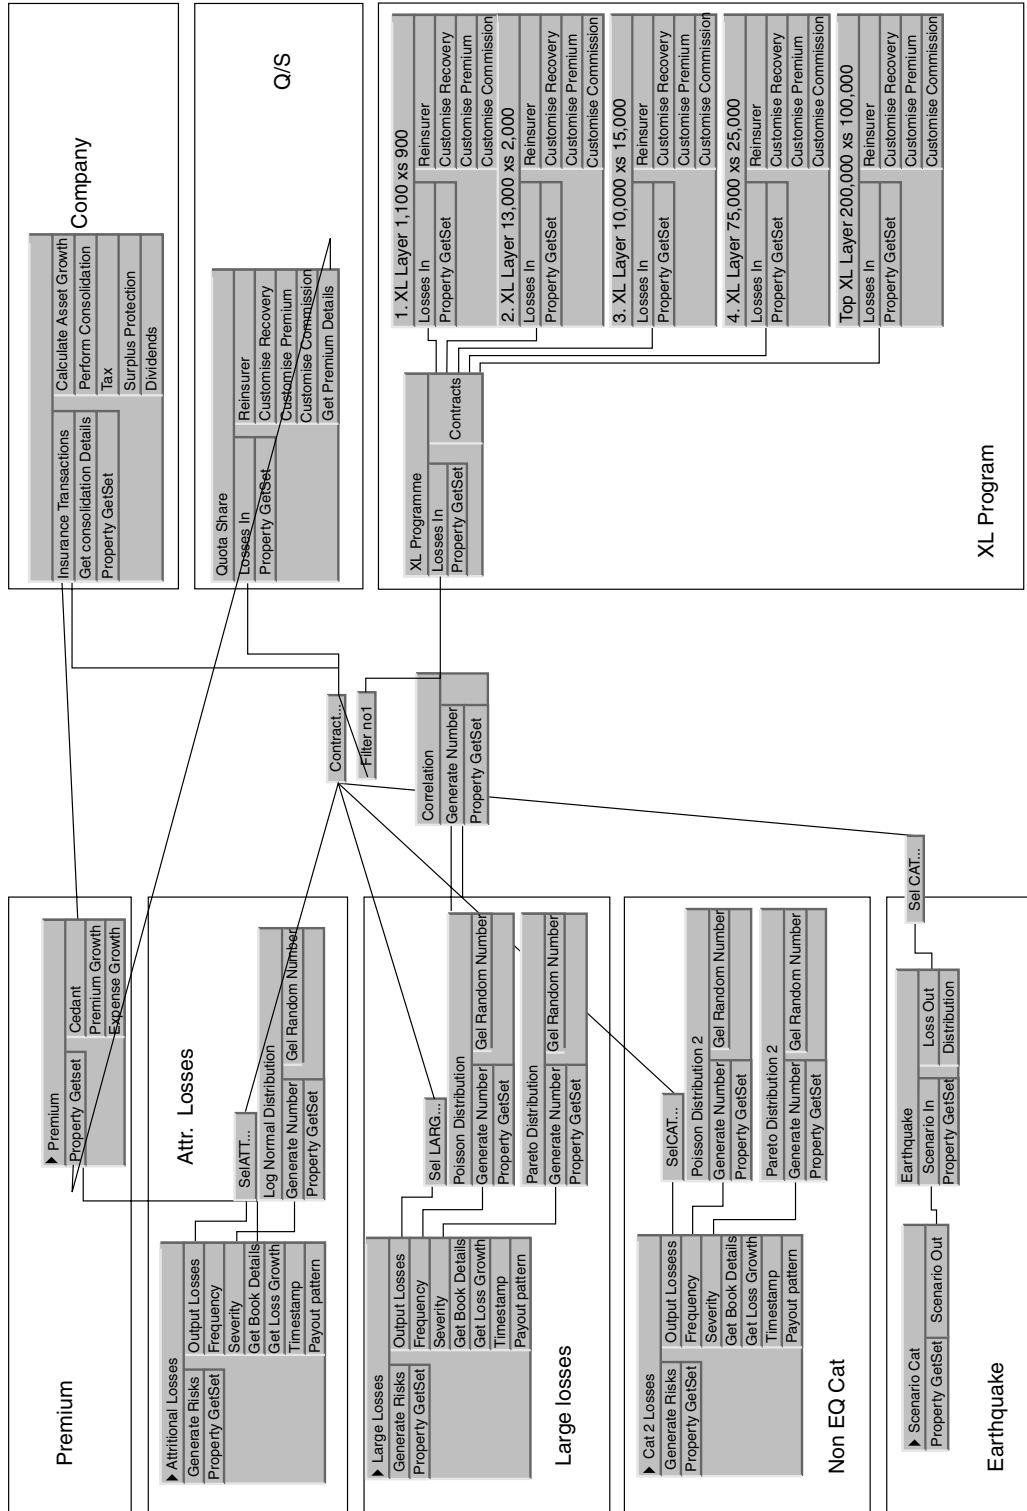 Premium
Premium
Property Getset
Cedant
Premium Growth
Expense Growth
Attr. Losses
Attritional Losses
Generate Risks
Property GetSet
Output Losses
Frequency
Severity
Get Book Details
Get Loss Growth
Timestamp
Payout pattern
SelATT...
Log Normal Distribution
Generate Number
Property GetSet
Gel Random Number
Large losses
Large Losses
Generate Risks
Property GetSet
Output Losses
Frequency
Severity
Get Book Details
Get Loss Growth
Timestamp
Payout pattern
Sel LARG...
Poisson Distribution
Generate Number
Property GetSet
Gel Random Number
Pareto Distribution
Generate Number
Property GetSet
Gel Random Number
Non EQ Cat
Cat 2 Losses
Generate Risks
Property GetSet
Output Lossess
Frequency
Severity
Get Book Details
Get Loss Growth
Timestamp
Payout pattern
SelCAT...
Poisson Distribution 2
Generate Number
Property GetSet
Gel Random Number
Pareto Distribution 2
Generate Number
Property GetSet
Gel Random Number
Earthquake
Scenario Cat
Property GetSet
Scenario Out
Earthquake
Scenario In
Property GetSet
Loss Out
Distribution
Sel CAT...
Contract...
Filter no1
Correlation
Generate Number
Property GetSet
Company
Insurance Transactions
Get consolidation Details
Property GetSet
Calculate Asset Growth
Perform Consolidation
Tax
Surplus Protection
Dividends
Q/S
Quota Share
Losses In
Property GetSet
Reinsurer
Customise Recovery
Customise Premium
Customise Commission
Get Premium Details
XL Program
XL Programme
Losses In
Property GetSet
Contracts
1. XL Layer 1,100 xs 900
Losses In
Property GetSet
Reinsurer
Customise Recovery
Customise Premium
Customise Commission
2. XL Layer 13,000 xs 2,000
Losses In
Property GetSet
Reinsurer
Customise Recovery
Customise Premium
Customise Commission
3. XL Layer 10,000 xs 15,000
Losses In
Property GetSet
Reinsurer
Customise Recovery
Customise Premium
Customise Commission
4. XL Layer 75,000 xs 25,000
Losses In
Property GetSet
Reinsurer
Customise Recovery
Customise Premium
Customise Commission
Top XL Layer 200,000 xs 100,000
Losses In
Property GetSet
Reinsurer
Customise Recovery
Customise Premium
Customise Commission